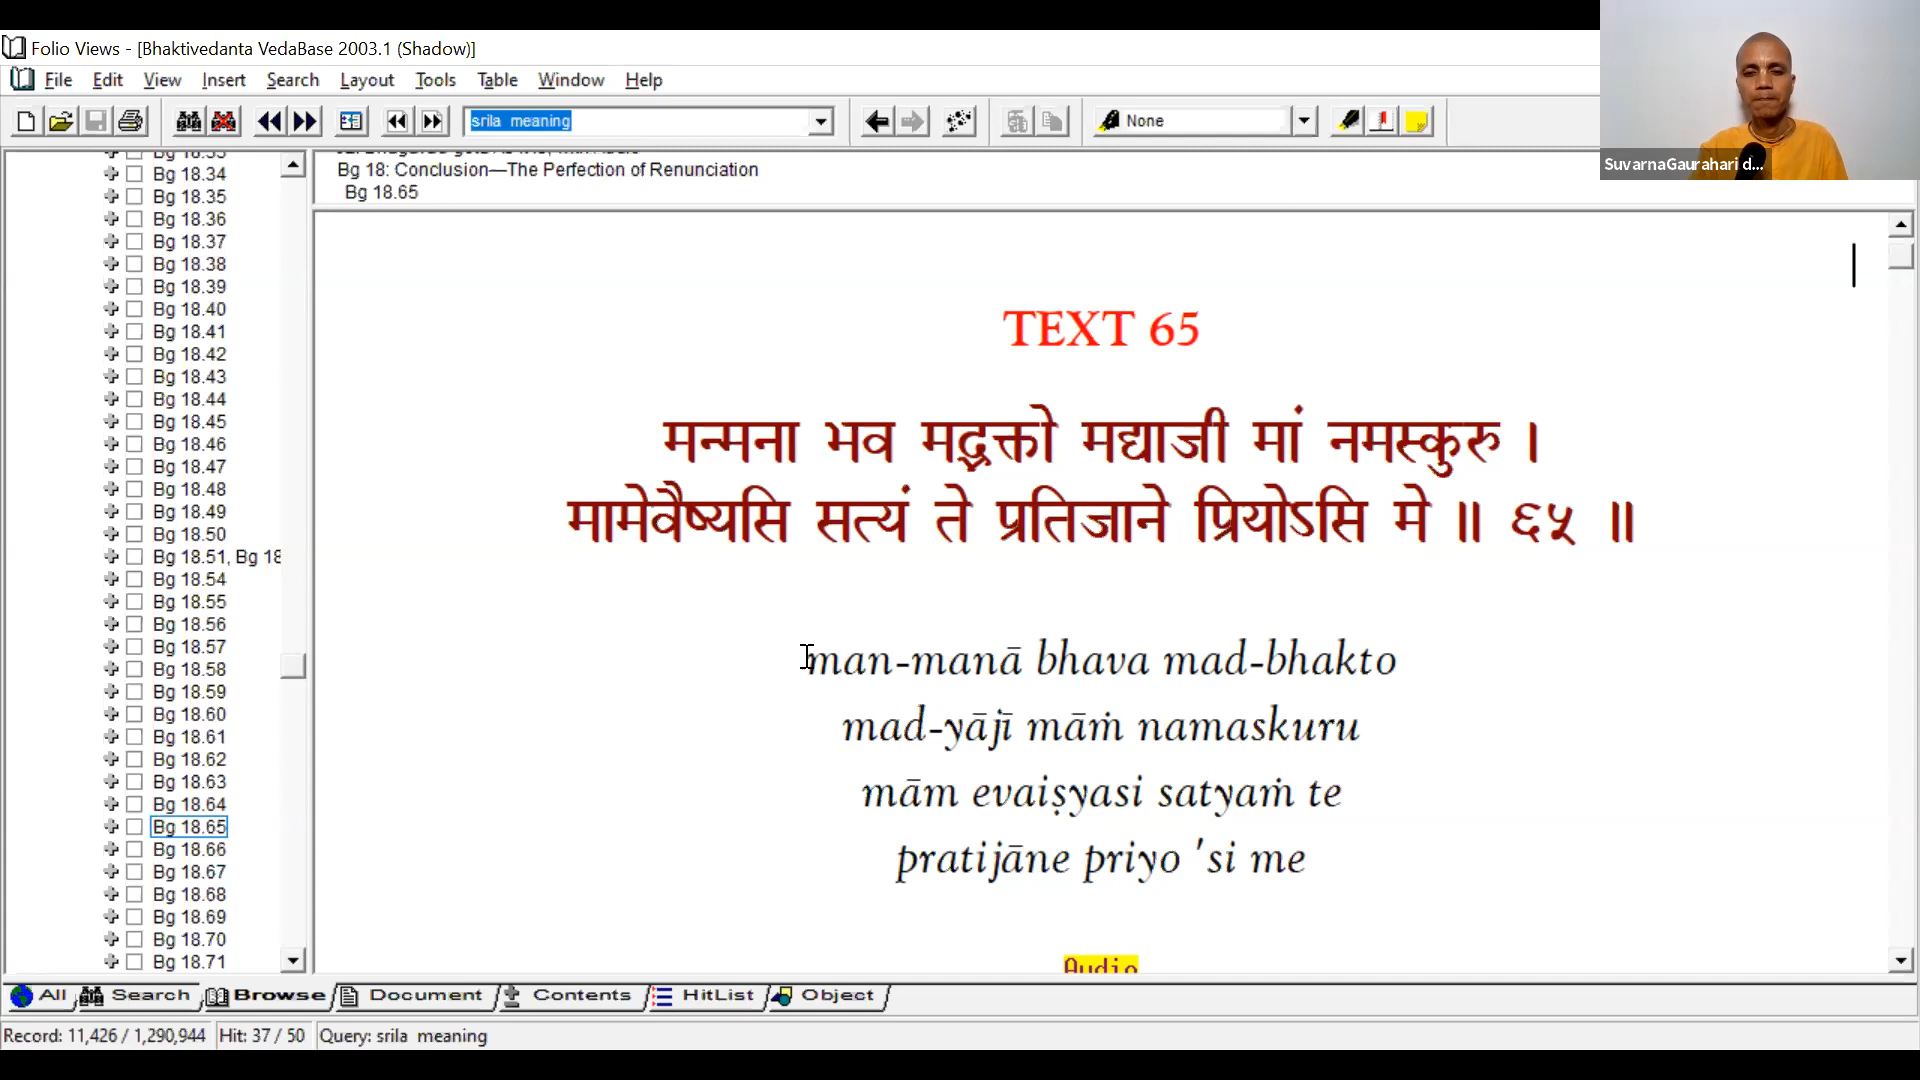 Folio Views - [Bhaktivedanta VedaBase 2003.1 (Shadow)]
File Edit View Insert Search Layout Tools Table Window Help
srila meaning
None
SuvarnaGaurahari d...
Bg 18: Conclusion—The Perfection of Renunciation
Bg 18.65
Bg 18.33
Bg 18.34
Bg 18.35
Bg 18.36
Bg 18.37
Bg 18.38
Bg 18.39
Bg 18.40
Bg 18.41
Bg 18.42
Bg 18.43
Bg 18.44
Bg 18.45
Bg 18.46
Bg 18.47
Bg 18.48
Bg 18.49
Bg 18.50
Bg 18.51, Bg 18
Bg 18.54
Bg 18.55
Bg 18.56
Bg 18.57
Bg 18.58
Bg 18.59
Bg 18.60
Bg 18.61
Bg 18.62
Bg 18.63
Bg 18.64
Bg 18.65
Bg 18.66
Bg 18.67
Bg 18.68
Bg 18.69
Bg 18.70
Bg 18.71
TEXT 65
मन्मना भव मद्भक्तो मद्याजी मां नमस्कुरु ।
मामेवैष्यसि सत्यं ते प्रतिजाने प्रियोऽसि मे ॥ ६५ ॥
man-manā bhava mad-bhakto
mad-yājī māṁ namaskuru
mām evaiṣyasi satyaṁ te
pratijāne priyo 'si me
Audio
All Search Browse Document Contents HitList Object
Record: 11,426 / 1,290,944 Hit: 37 / 50 Query: srila meaning